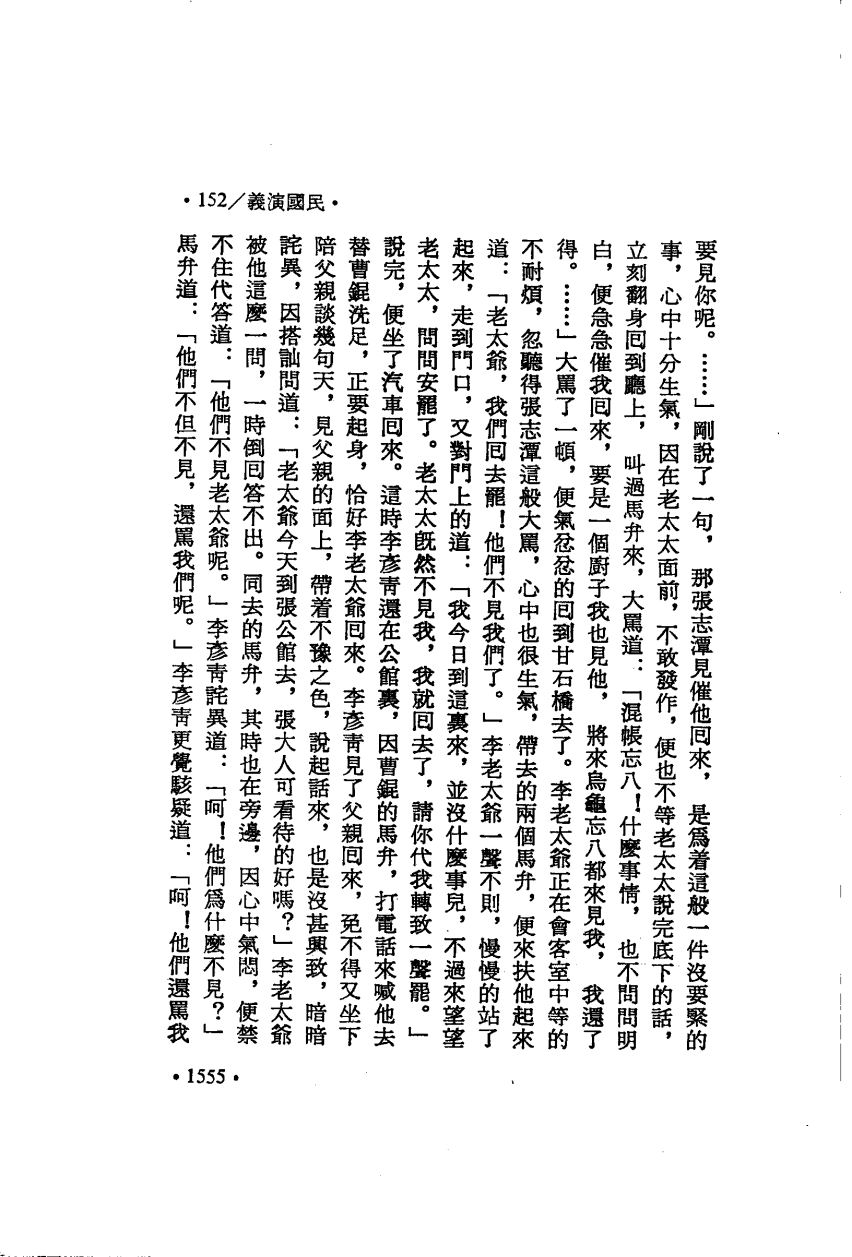 •152／義演國民•
要見你呢。……」剛說了一句，那張志潭見催他回來，是爲着這般一件沒要緊的
事，心中十分生氣，因在老太太面前，不敢發作，便也不等老太太說完底下的話，
立刻翻身回到廳上，叫過馬弁來，大罵道：「混帳忘八！什麼事情，也不問問明
白，便急急催我回來，要是一個廚子我也見他，將來烏龜忘八都來見我，我還了
得。……」大罵了一頓，便氣忿忿的回到甘石橋去了。李老太爺正在會客室中等的
不耐煩，忽聽得張志潭這般大罵，心中也很生氣，帶去的兩個馬弁，便來扶他起來
道：「老太爺，我們回去罷！他們不見我們了。」李老太爺一聲不則，慢慢的站了
起來，走到門口，又對門上的道：「我今日到這裏來，並沒什麼事兒，不過來望望
老太太，問問安罷了。老太太既然不見我，我就回去了，請你代我轉致一聲罷。」
說完，便坐了汽車回來。這時李彥青還在公館裏，因曹錕的馬弁，打電話來喊他去
替曹錕洗足，正要起身，恰好李老太爺回來。李彥青見了父親回來，免不得又坐下
陪父親談幾句天，見父親的面上，帶着不豫之色，說起話來，也是沒甚興致，暗暗
詫異，因搭訕問道：「老太爺今天到張公館去，張大人可看待的好嗎？」李老太爺
被他這麼一問，一時倒回答不出。同去的馬弁，其時也在旁邊，因心中氣悶，便禁
不住代答道：「他們不見老太爺呢。」李彥青詫異道：「呵！他們爲什麼不見？」
馬弁道：「他們不但不見，還罵我們呢。」李彥青更覺駭疑道：「呵！他們還罵我
•1555•